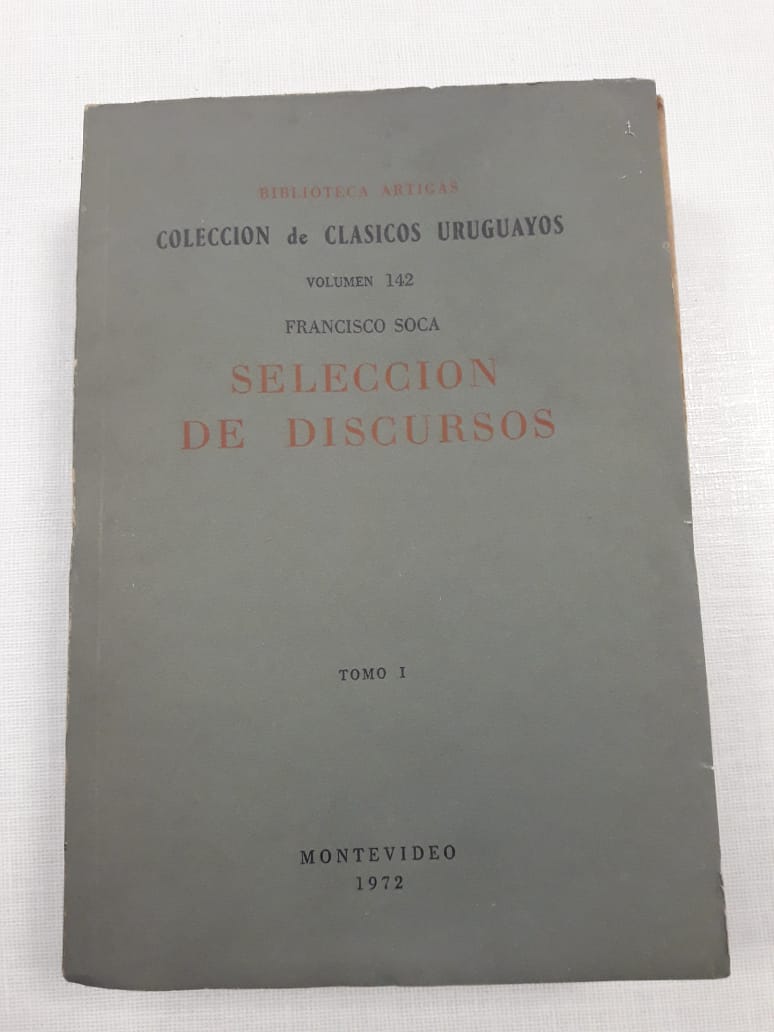 BIBLIOTECA ARTIGAS
COLECCION de CLASICOS URUGUAYOS
VOLUMEN 142
FRANCISCO SOCA
SELECCION
DE DISCURSOS
TOMO I
MONTEVIDEO
1972